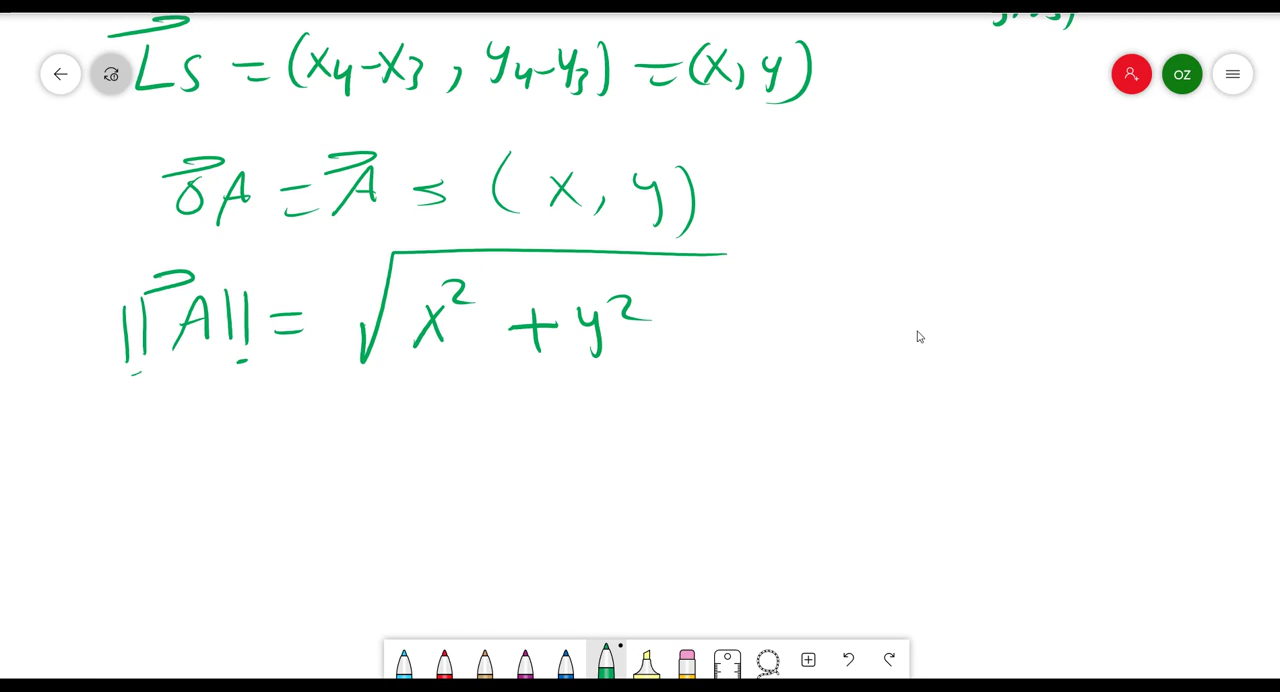 →LS = (x4-x3, y4-y3) = (x, y)
→OA = →A = (x, y)
||→A|| = √x² + y²
OZ